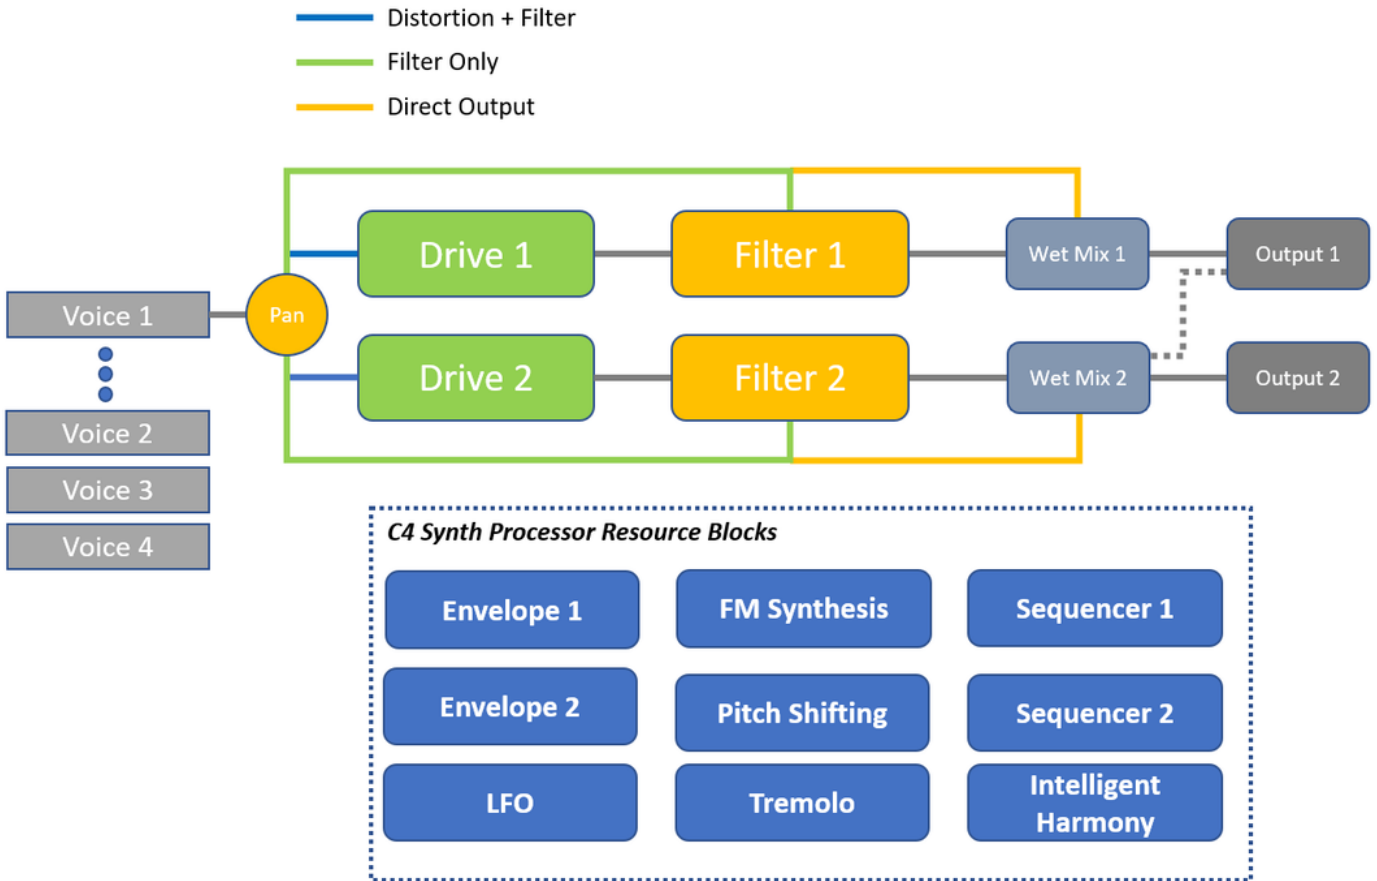 Distortion + Filter
Filter Only
Direct Output
Drive 1
Filter 1
Wet Mix 1
Output 1
Voice 1
Pan
Drive 2
Filter 2
Wet Mix 2
Output 2
Voice 2
Voice 3
Voice 4
C4 Synth Processor Resource Blocks
Envelope 1
FM Synthesis
Sequencer 1
Envelope 2
Pitch Shifting
Sequencer 2
LFO
Tremolo
Intelligent
Harmony